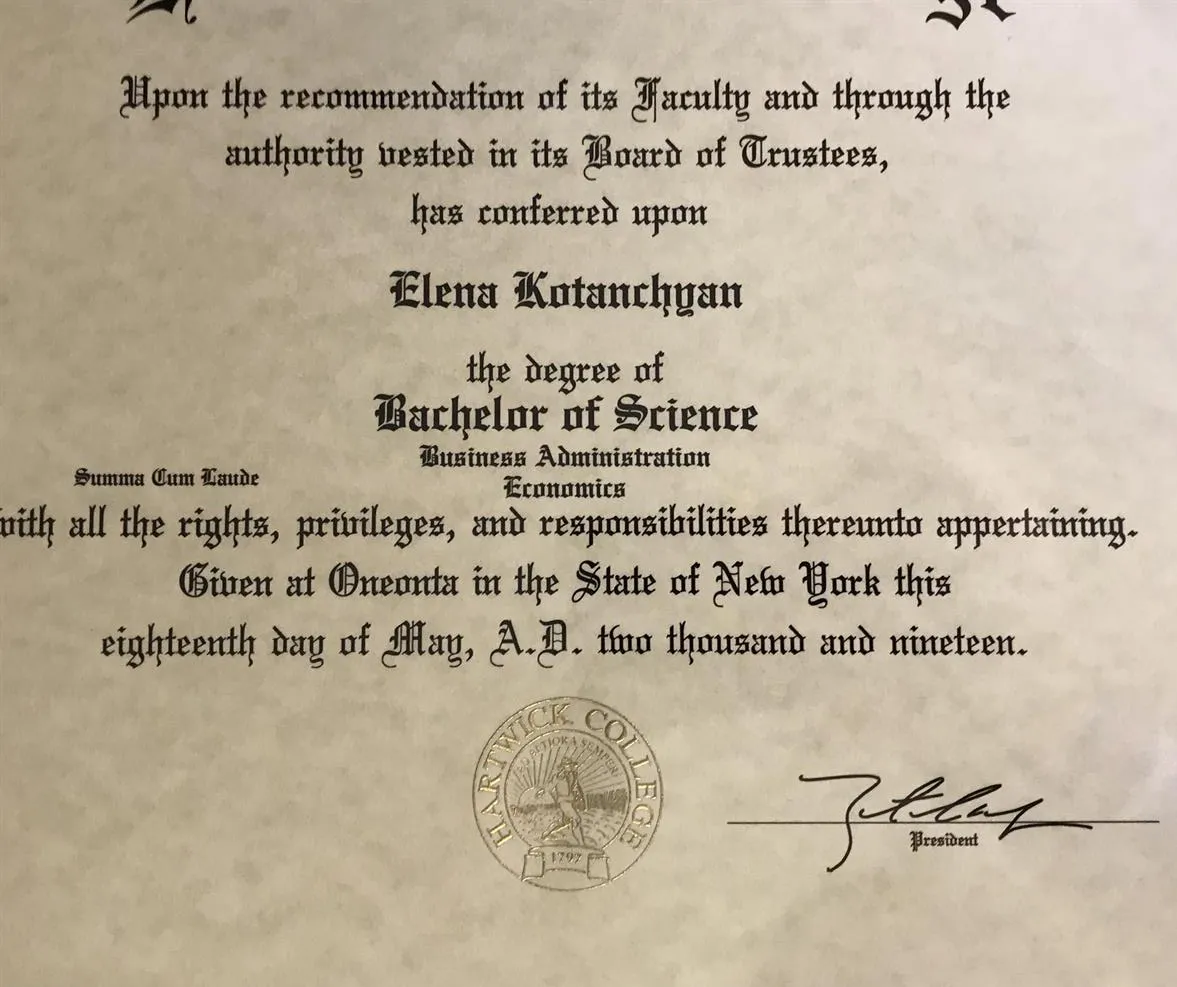 Upon the recommendation of its Faculty and through the
authority vested in its Board of Trustees,
has conferred upon
Elena Kotanchyan
the degree of
Bachelor of Science
Business Administration
Summa Cum Laude
Economics
with all the rights, privileges, and responsibilities thereunto appertaining.
Given at Oneonta in the State of New York this
eighteenth day of May, A.D. two thousand and nineteen.
HARTWICK COLLEGE
1797
President